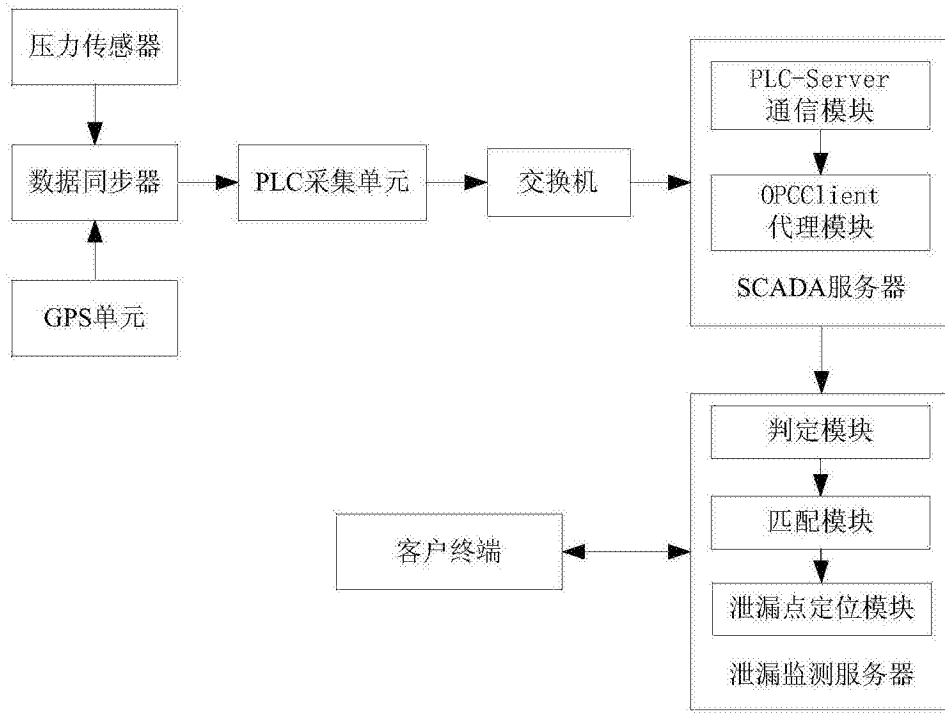 压力传感器
数据同步器
GPS单元
PLC采集单元
交换机
PLC-Server
通信模块
OPCClient
代理模块
SCADA服务器
判定模块
匹配模块
泄漏点定位模块
泄漏监测服务器
客户终端